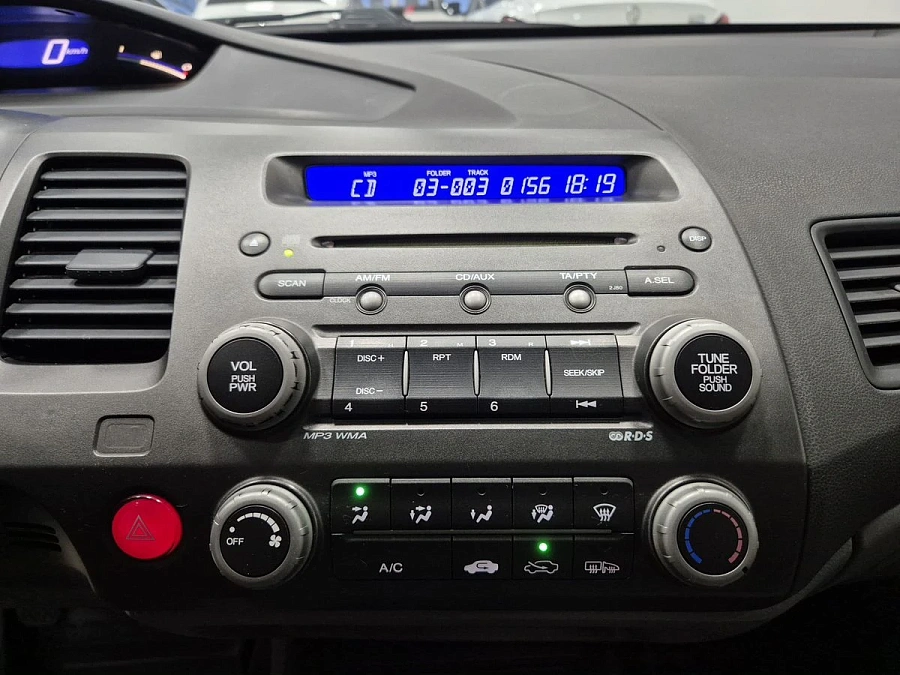 0 km/h
MP3 FOLDER TRACK
CD 03-003 0156 18:19
DISP
SCAN AM/FM CD/AUX TA/PTY A.SEL
CLOCK
VOL
PUSH
PWR
1 2 M 3 R
DISC+ RPT RDM SEEK/SKIP
DISC−
4 5 6
TUNE
FOLDER
PUSH
SOUND
MP3 WMA R·D·S
OFF
A/C